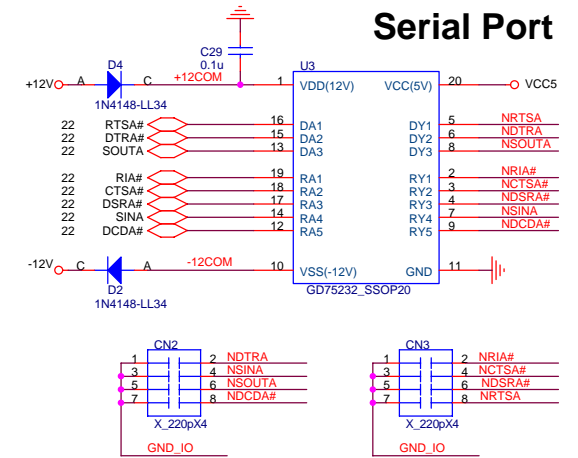 Serial Port
C29
0.1u
D4
U3
+12V A C +12COM 1 VDD(12V) VCC(5V) 20 VCC5
1N4148-LL34
22 RTSA# 16 DA1 DY1 5 NRTSA
22 DTRA# 15 DA2 DY2 6 NDTRA
22 SOUTA 13 DA3 DY3 8 NSOUTA
22 RIA# 19 RA1 RY1 2 NRIA#
22 CTSA# 18 RA2 RY2 3 NCTSA#
22 DSRA# 17 RA3 RY3 4 NDSRA#
22 SINA 14 RA4 RY4 7 NSINA
22 DCDA# 12 RA5 RY5 9 NDCDA#
-12V C A -12COM 10 VSS(-12V) GND 11
D2
1N4148-LL34
GD75232_SSOP20
CN2
1 2 NDTRA
3 4 NSINA
5 6 NSOUTA
7 8 NDCDA#
X_220pX4
GND_IO
CN3
1 2 NRIA#
3 4 NCTSA#
5 6 NDSRA#
7 8 NRTSA
X_220pX4
GND_IO